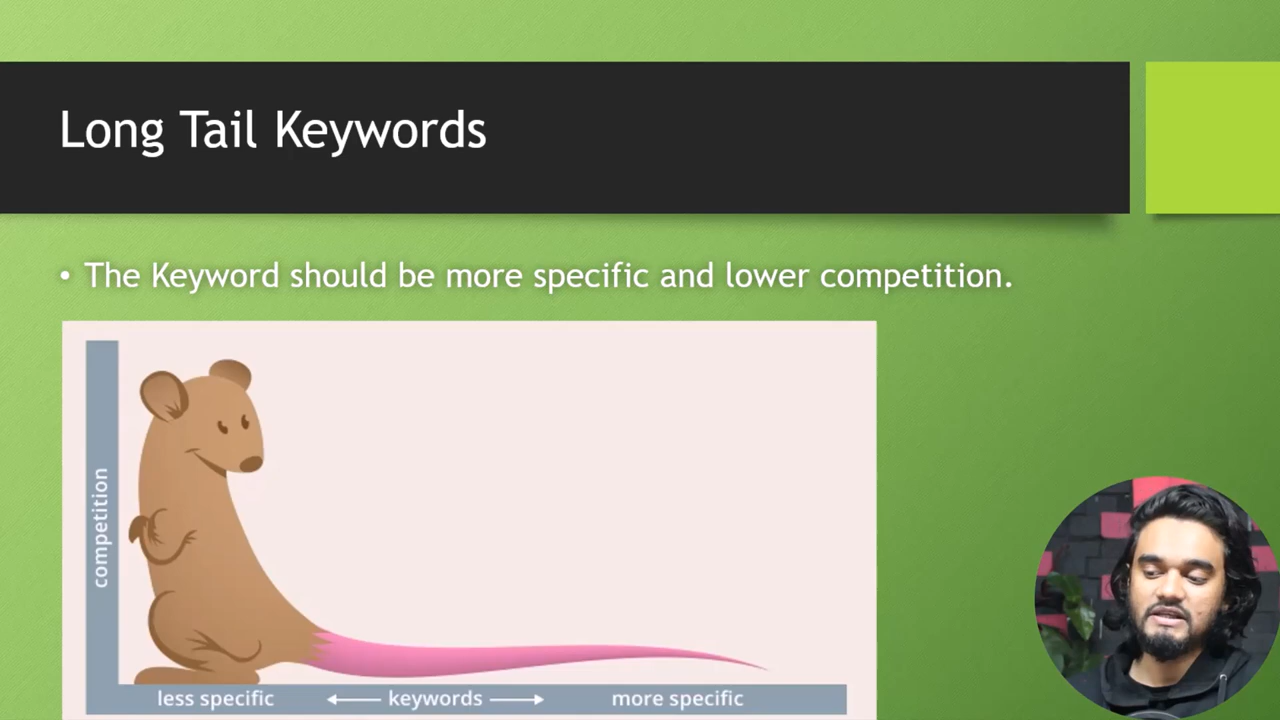 Long Tail Keywords
• The Keyword should be more specific and lower competition.
competition
less specific ← keywords → more specific